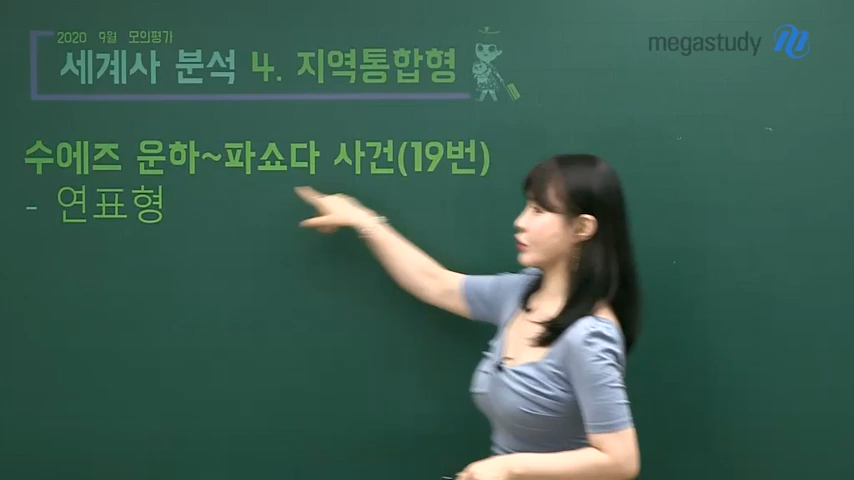 2020 9월 모의평가
세계사 분석 4. 지역통합형
megastudy
수에즈 운하~파쇼다 사건(19번)
- 연표형